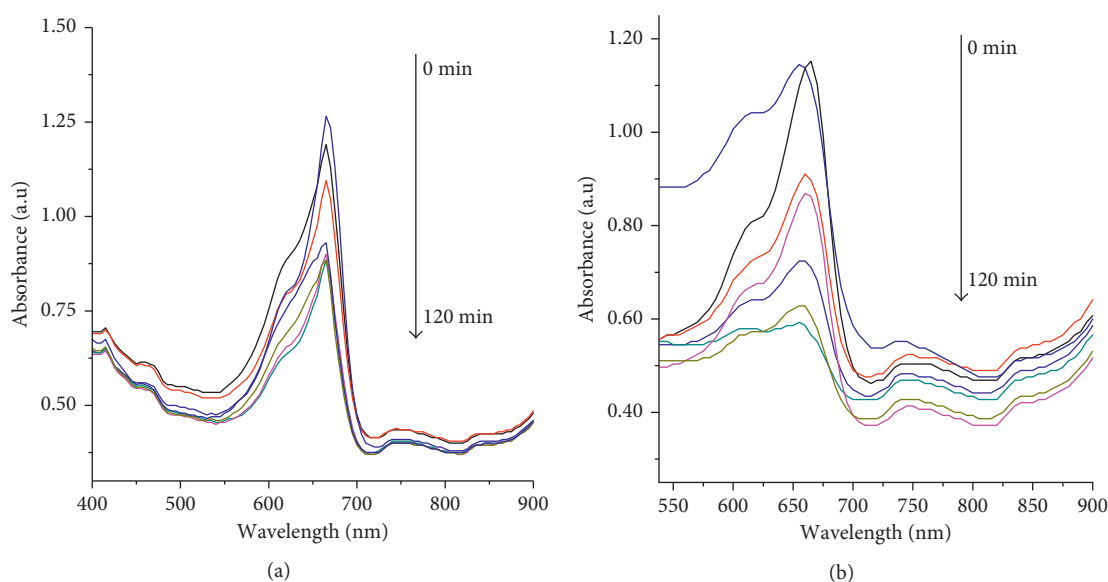 1.50
1.25
1.00
0.75
0.50
Absorbance (a.u)
0 min
120 min
400 500 600 700 800 900
Wavelength (nm)
(a)
1.20
1.00
0.80
0.60
0.40
Absorbance (a.u)
0 min
120 min
550 600 650 700 750 800 850 900
Wavelength (nm)
(b)